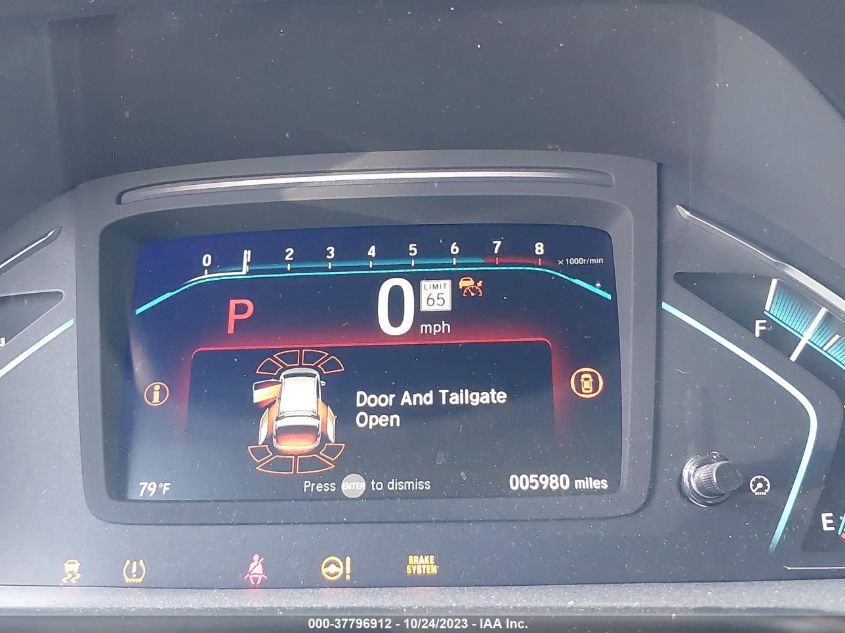 0 1 2 3 4 5 6 7 8 ×1000r/min
P 0 mph LIMIT 65
F
Door And Tailgate
Open
Press ENTER to dismiss
79°F
005980 miles
E
BRAKE
SYSTEM
000-37796912 - 10/24/2023 - IAA Inc.